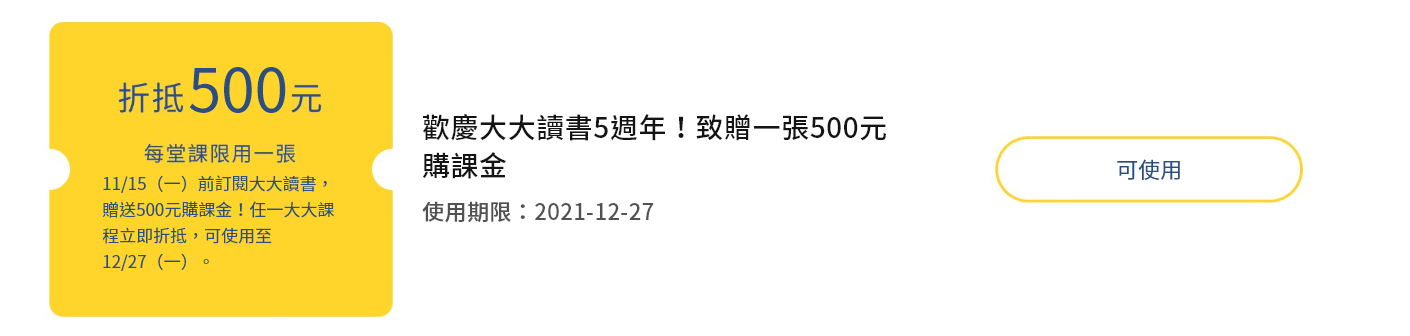 折抵500元
每堂課限用一張
11/15（一）前訂閱大大讀書，
贈送500元購課金！任一大大課
程立即折抵，可使用至
12/27（一）。
歡慶大大讀書5週年！致贈一張500元
購課金
使用期限：2021-12-27
可使用